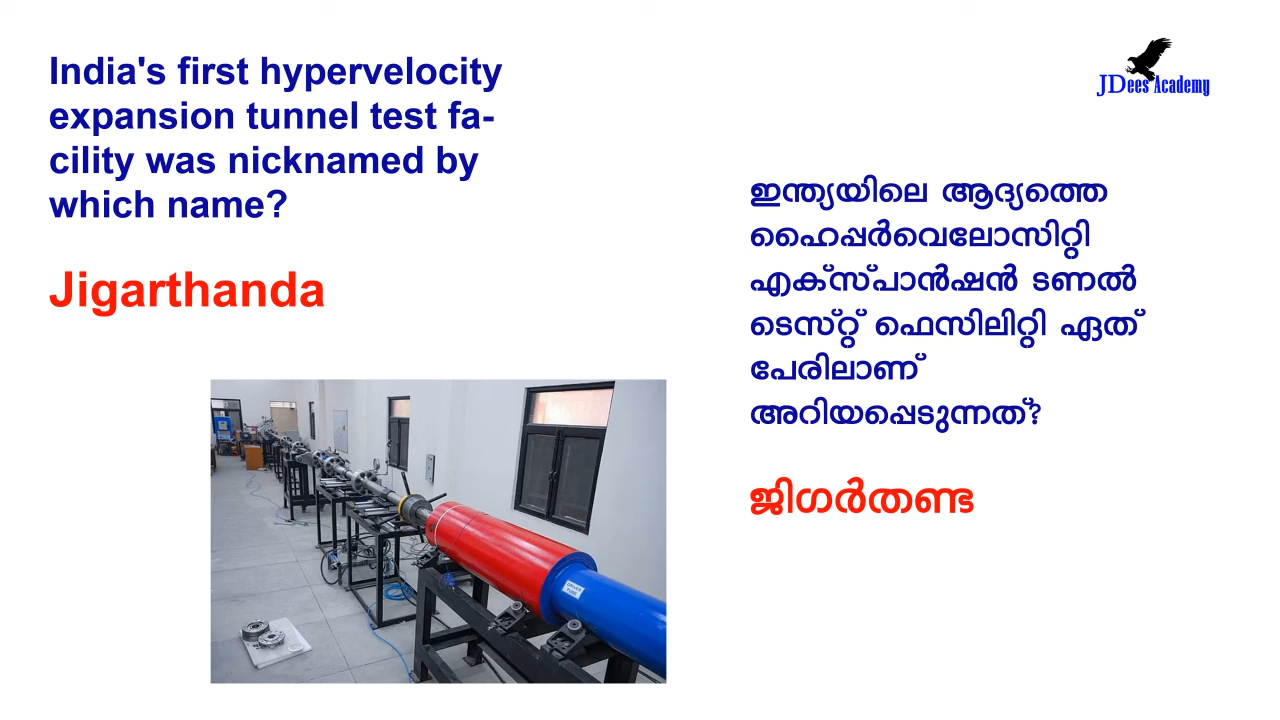 India's first hypervelocity
expansion tunnel test fa-
cility was nicknamed by
which name?
Jigarthanda
JDees Academy
ഇന്ത്യയിലെ ആദ്യത്തെ
ഹൈപ്പർവെലോസിറ്റി
എക്സ്പാൻഷൻ ടണൽ
ടെസ്റ്റ് ഫെസിലിറ്റി ഏത്
പേരിലാണ്
അറിയപ്പെടുന്നത്?
ജിഗർതണ്ട